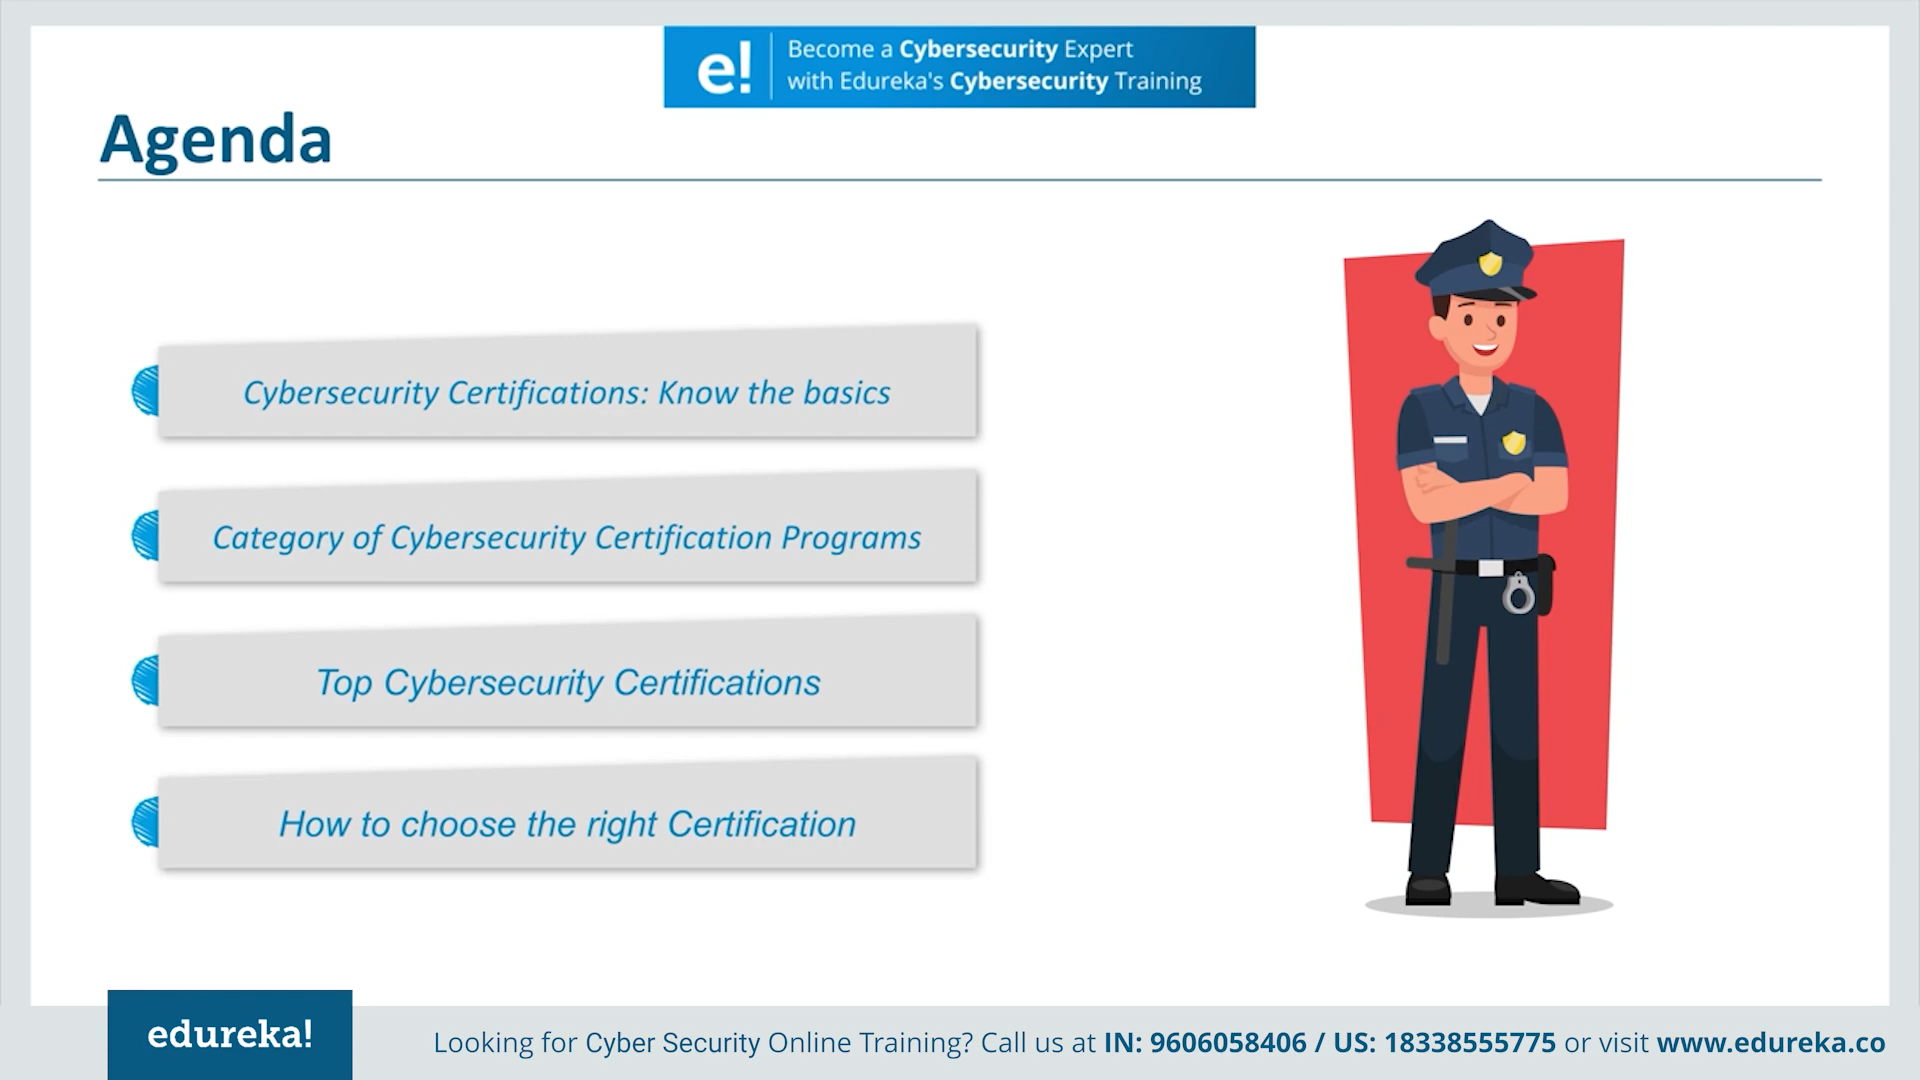 e!
Become a Cybersecurity Expert
with Edureka's Cybersecurity Training
Agenda
Cybersecurity Certifications: Know the basics
Category of Cybersecurity Certification Programs
Top Cybersecurity Certifications
How to choose the right Certification
edureka!
Looking for Cyber Security Online Training? Call us at IN: 9606058406 / US: 18338555775 or visit www.edureka.co